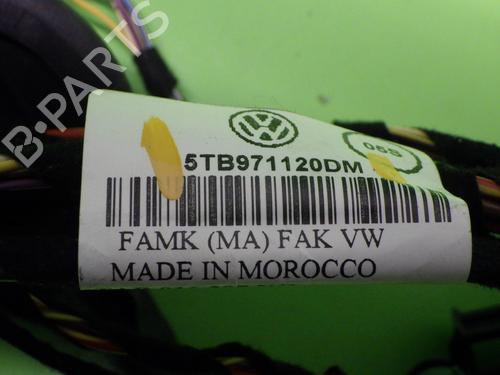 B-PARTS
05S
5TB971120DM
FAMK (MA) FAK VW
MADE IN MOROCCO